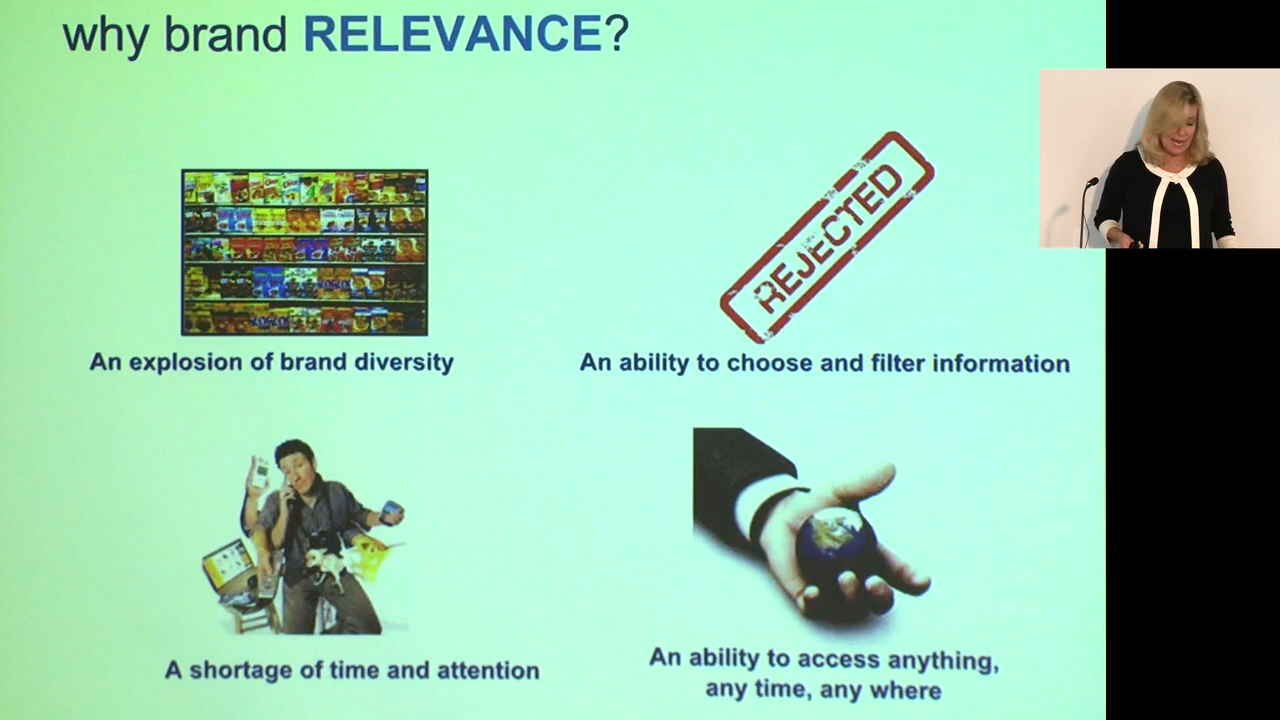 why brand RELEVANCE?
REJECTED
An explosion of brand diversity
An ability to choose and filter information
A shortage of time and attention
An ability to access anything,
any time, any where